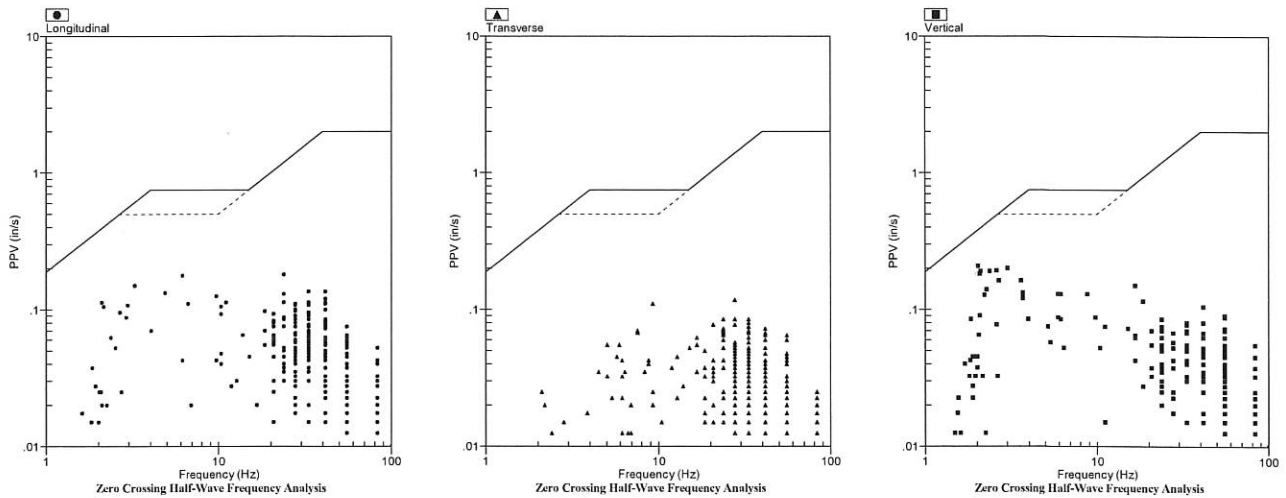 Longitudinal
10
1
.1
.01
PPV (in/s)
1
10
100
Frequency (Hz)
Zero Crossing Half-Wave Frequency Analysis
Transverse
10
1
.1
.01
PPV (in/s)
1
10
100
Frequency (Hz)
Zero Crossing Half-Wave Frequency Analysis
Vertical
10
1
.1
.01
PPV (in/s)
1
10
100
Frequency (Hz)
Zero Crossing Half-Wave Frequency Analysis